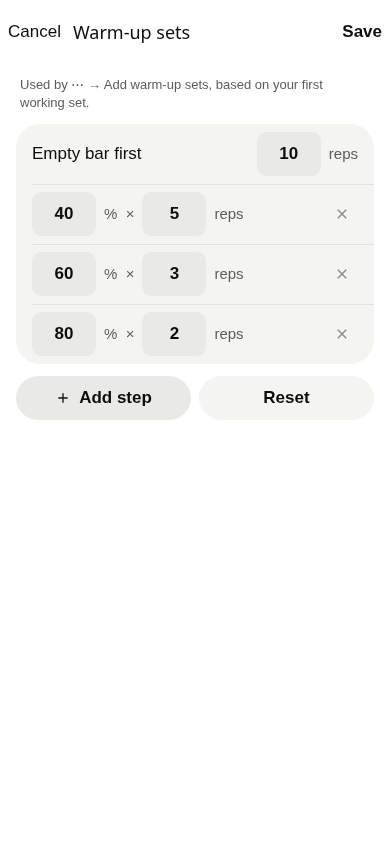 Cancel Warm-up sets Save
Used by ⋯ → Add warm-up sets, based on your first
working set.
Empty bar first 10 reps
40 % × 5 reps ×
60 % × 3 reps ×
80 % × 2 reps ×
+ Add step Reset